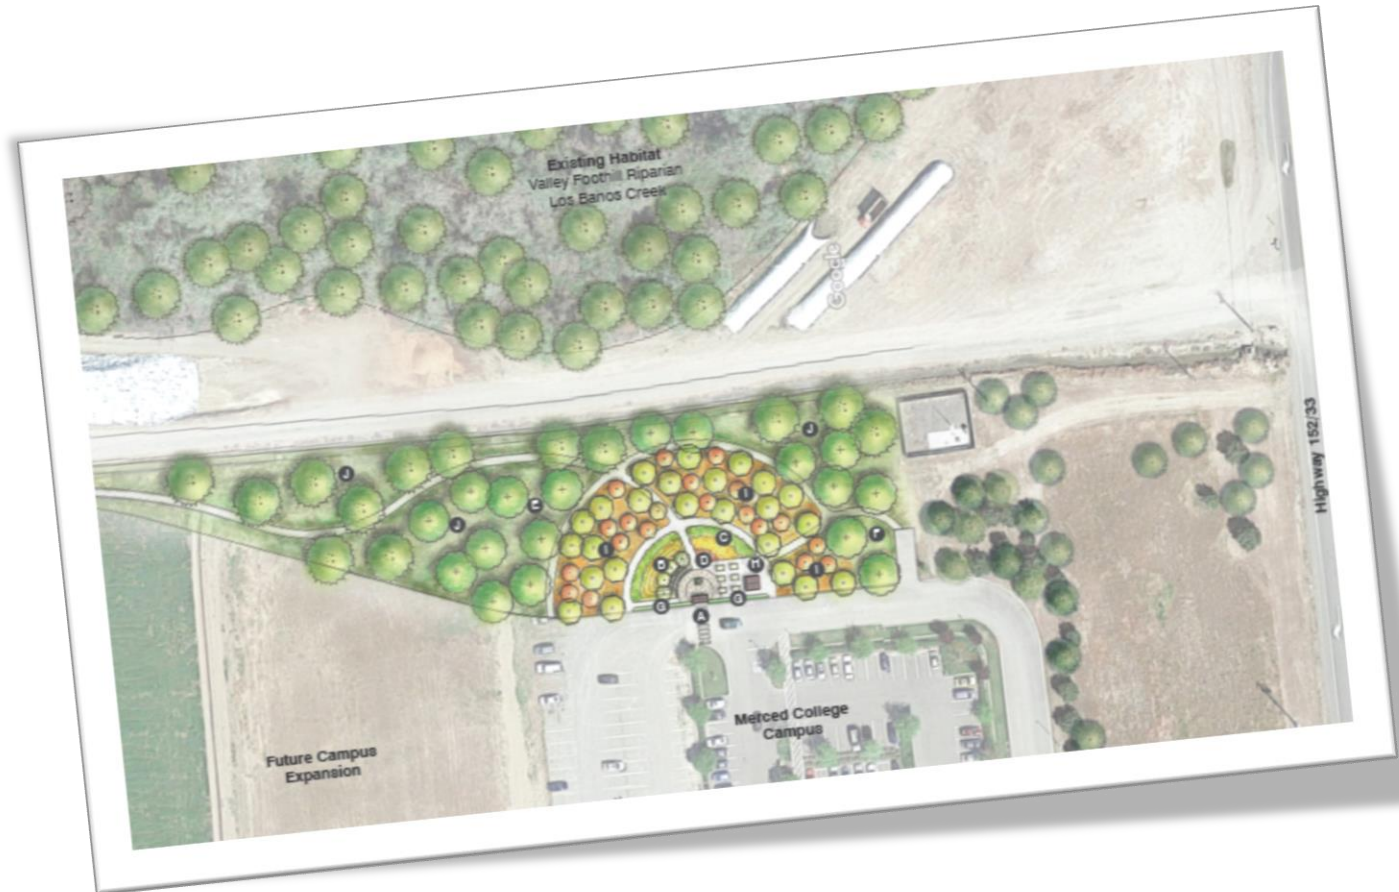 Existing Habitat
Valley Foothill Riparian
Los Banos Creek
Google
Highway 152/33
J
J
J
E
I
I
I
F
C
D
B
H
G
G
A
Merced College
Campus
Future Campus
Expansion